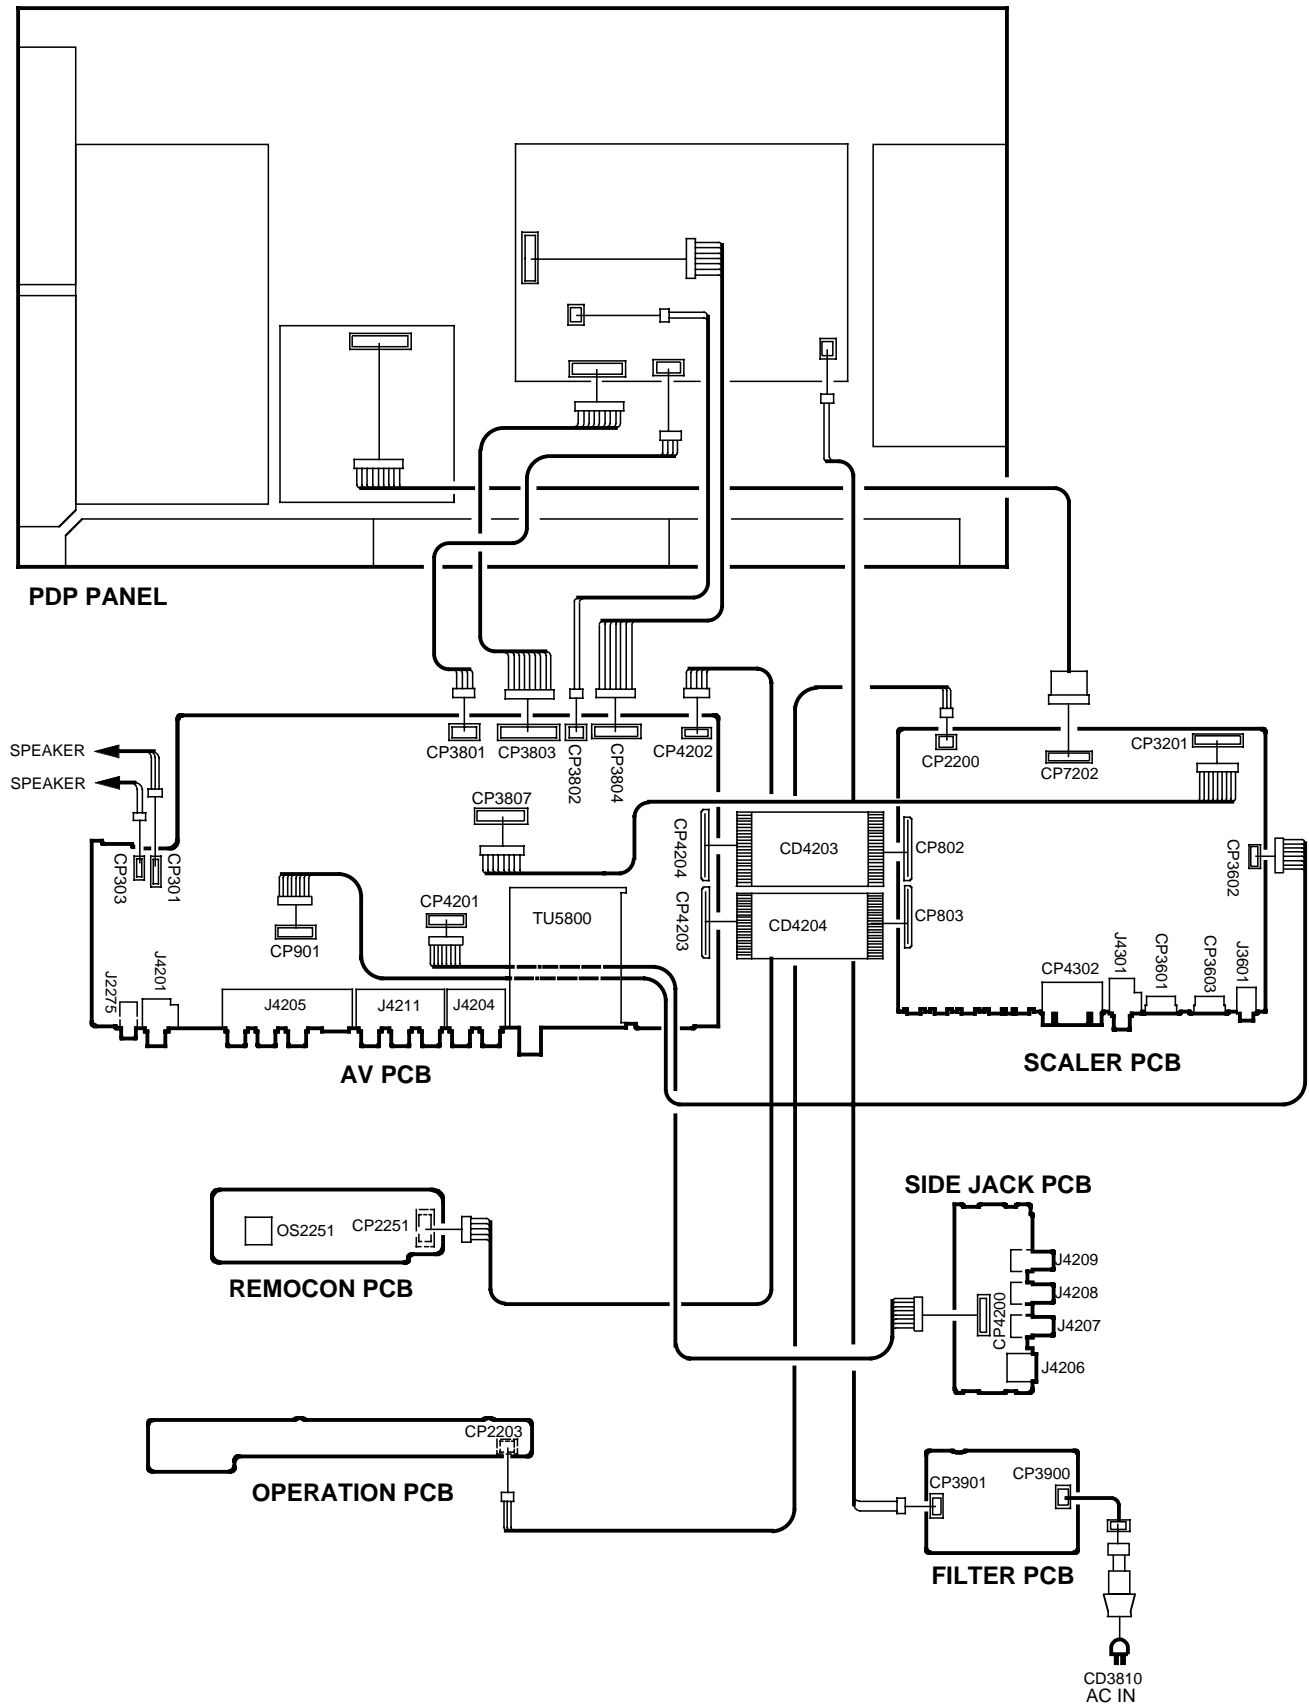 PDP PANEL
SPEAKER
SPEAKER
CP3801
CP3803
CP3802
CP3804
CP4202
CP2200
CP7202
CP3201
CP3807
CP303
CP301
CP4204
CD4203
CP802
CP3602
CP901
CP4201
TU5800
CP4203
CD4204
CP803
J2275
J4201
J4205
J4211
J4204
CP4302
J4301
CP3601
CP3603
J3601
AV PCB
SCALER PCB
SIDE JACK PCB
OS2251
CP2251
REMOCON PCB
J4209
J4208
J4207
J4206
CP4200
CP2203
OPERATION PCB
CP3901
CP3900
FILTER PCB
CD3810
AC IN